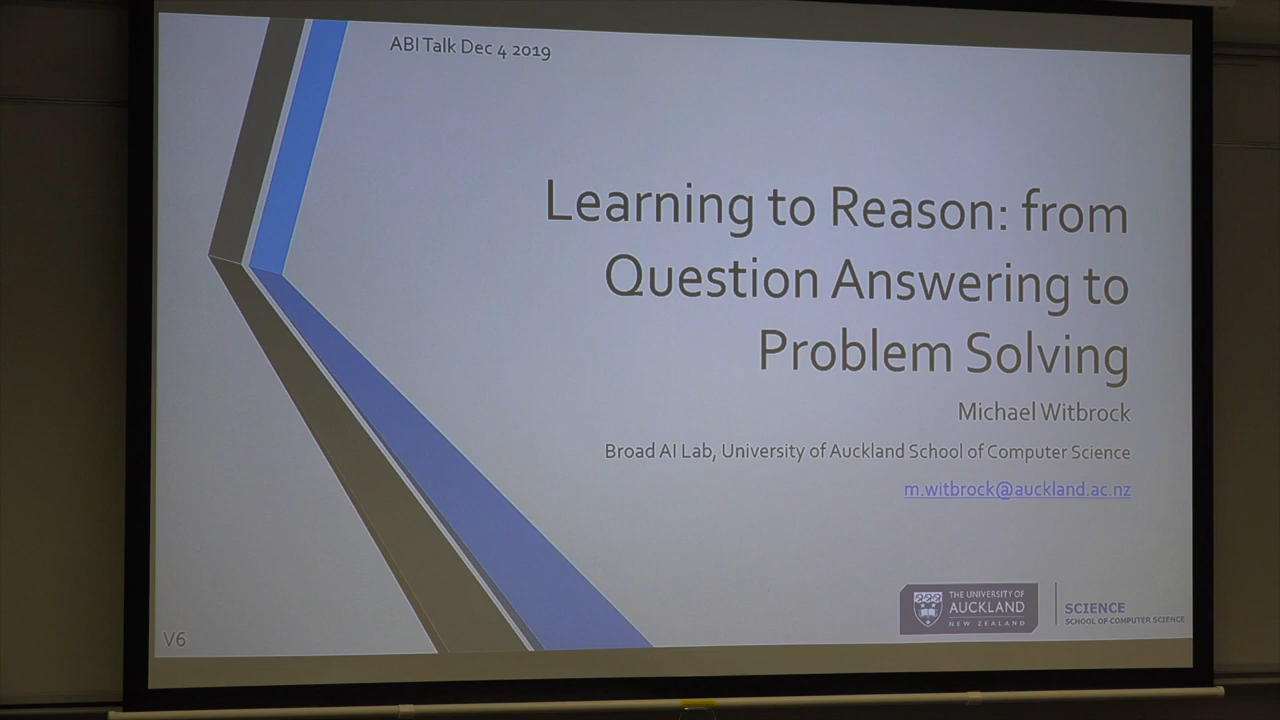 ABI Talk Dec 4 2019
Learning to Reason: from
Question Answering to
Problem Solving
Michael Witbrock
Broad AI Lab, University of Auckland School of Computer Science
m.witbrock@auckland.ac.nz
THE UNIVERSITY OF
AUCKLAND
NEW ZEALAND
SCIENCE
SCHOOL OF COMPUTER SCIENCE
V6